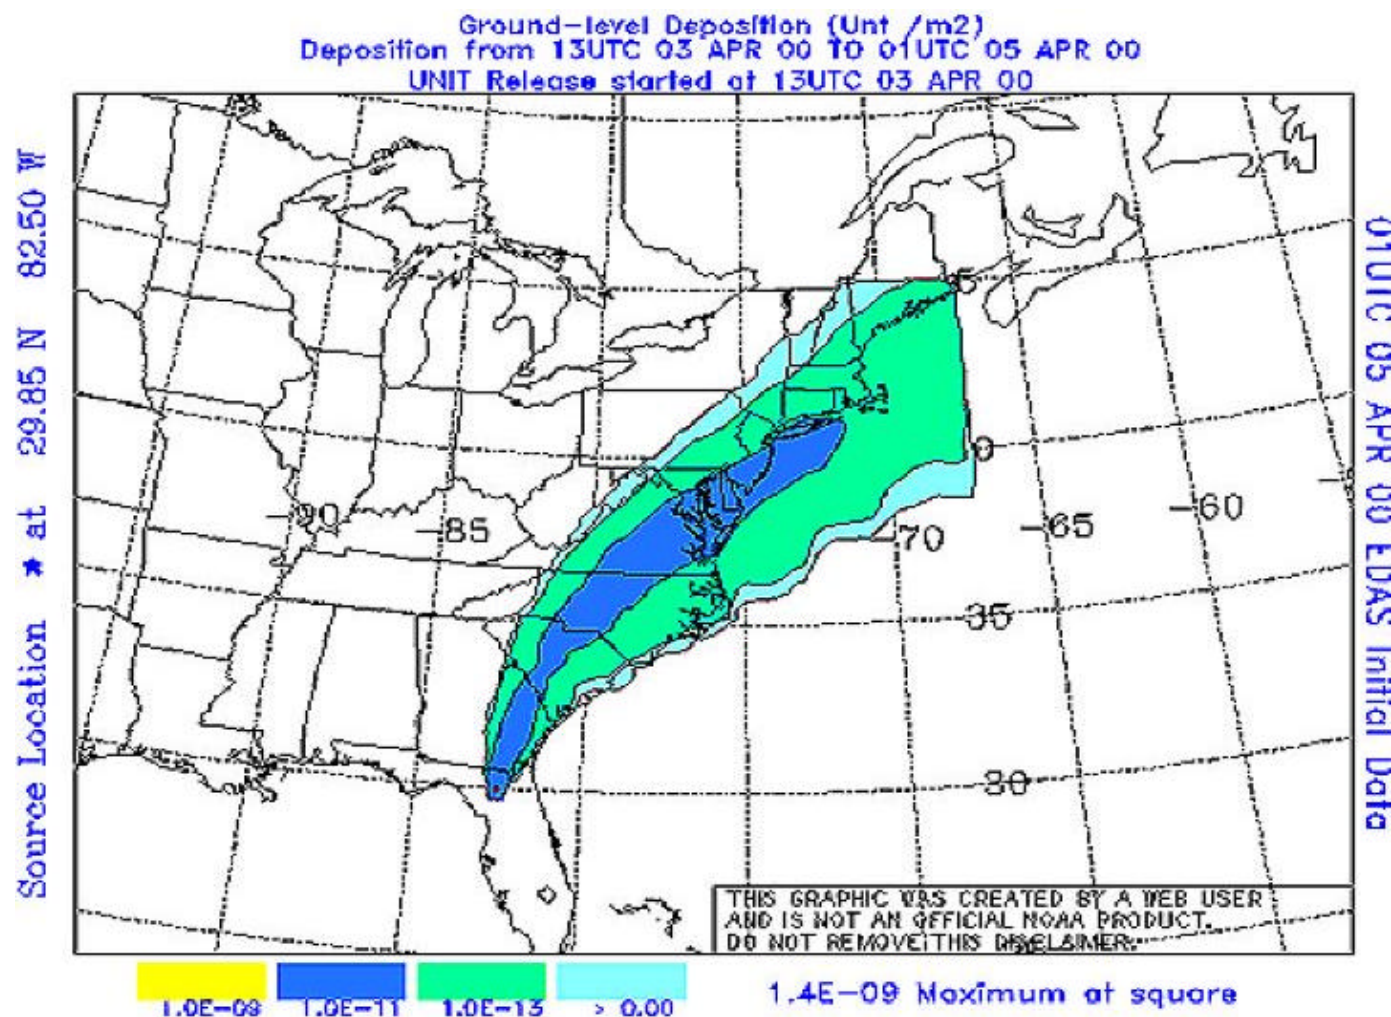 Ground-level Deposition (Unt /m2)
Deposition from 13UTC 03 APR 00 TO 01UTC 05 APR 00
UNIT Release started at 13UTC 03 APR 00
Source Location * at 29.85 N 82.50 W
01UTC 05 APR 00 EDAS Initial Data
-90
-85
-70
-65
-60
35
30
THIS GRAPHIC WAS CREATED BY A WEB USER
AND IS NOT AN OFFICIAL NOAA PRODUCT.
DO NOT REMOVE THIS DISCLAIMER.
1.0E-09 1.0E-11 1.0E-13 > 0.00
1.4E-09 Maximum at square